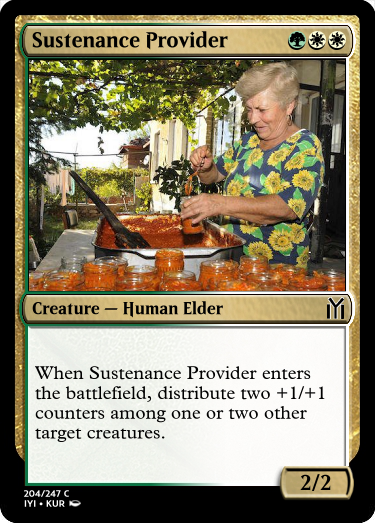 Sustenance Provider
Creature — Human Elder
When Sustenance Provider enters
the battlefield, distribute two +1/+1
counters among one or two other
target creatures.
2/2
204/247 C
IYI • KUR